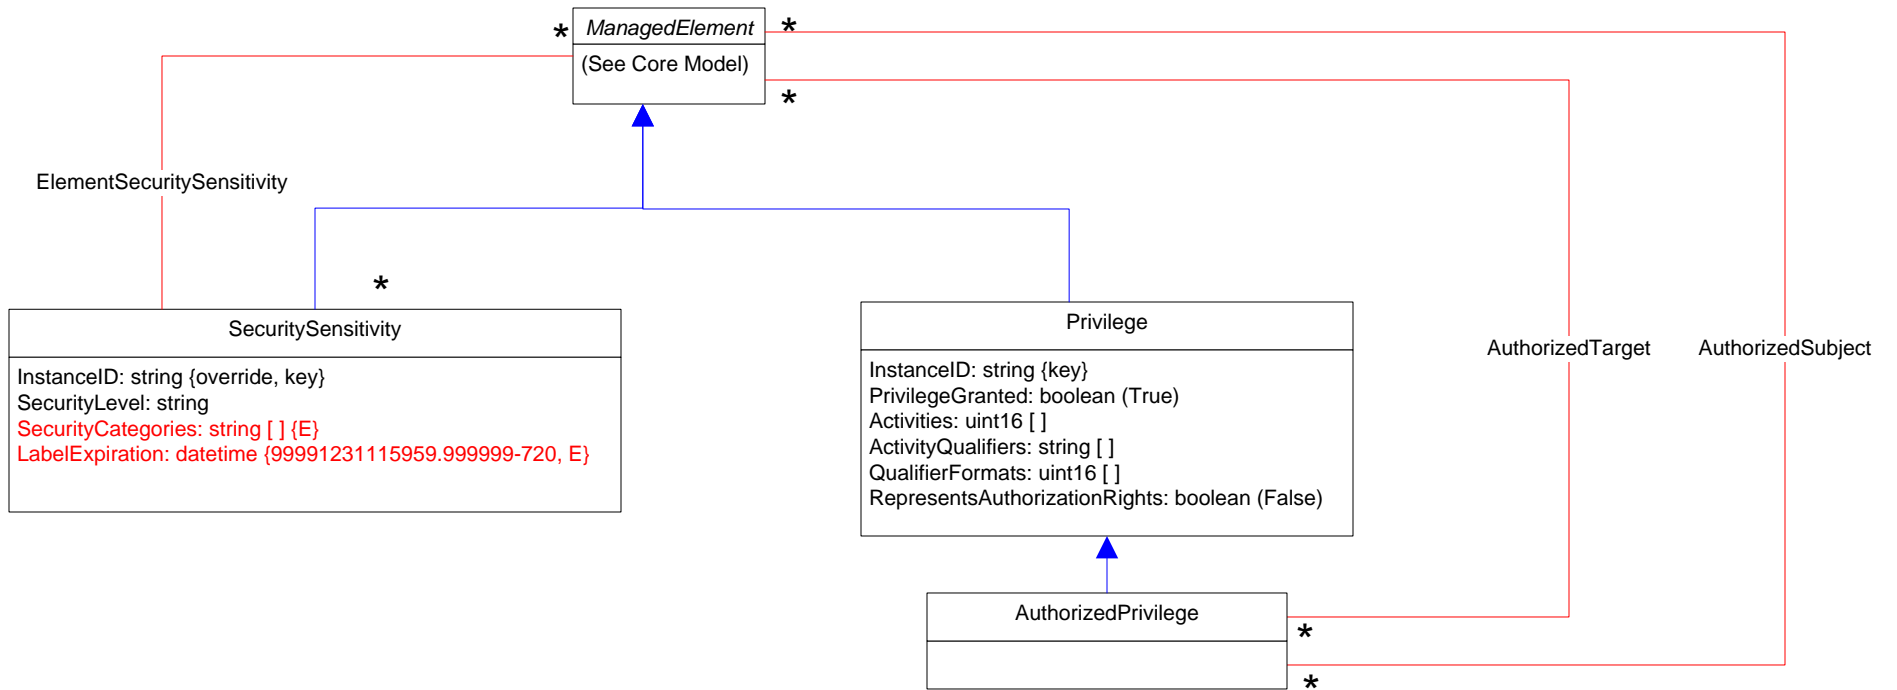 *
ManagedElement
*
(See Core Model)
*
ElementSecuritySensitivity
*
SecuritySensitivity
InstanceID: string {override, key}
SecurityLevel: string
SecurityCategories: string [ ] {E}
LabelExpiration: datetime {99991231115959.999999-720, E}
Privilege
InstanceID: string {key}
PrivilegeGranted: boolean (True)
Activities: uint16 [ ]
ActivityQualifiers: string [ ]
QualifierFormats: uint16 [ ]
RepresentsAuthorizationRights: boolean (False)
AuthorizedTarget
AuthorizedSubject
AuthorizedPrivilege
*
*